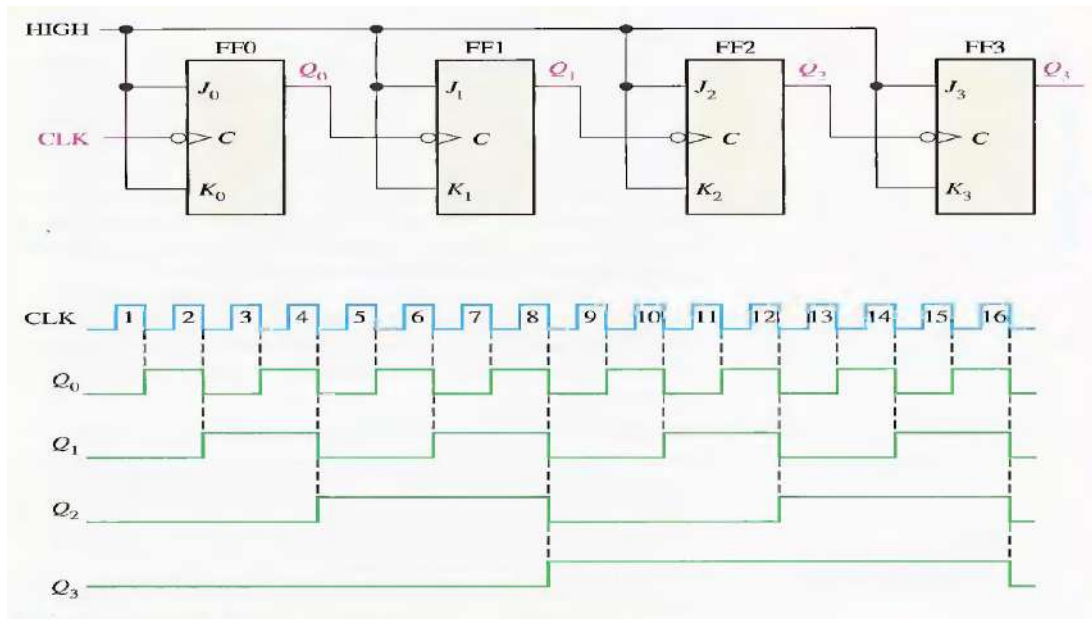 HIGH
FF0 FF1 FF2 FF3
Q0 Q1 Q2 Q3
J0 J1 J2 J3
CLK C C C C
K0 K1 K2 K3
CLK 1 2 3 4 5 6 7 8 9 10 11 12 13 14 15 16
Q0
Q1
Q2
Q3